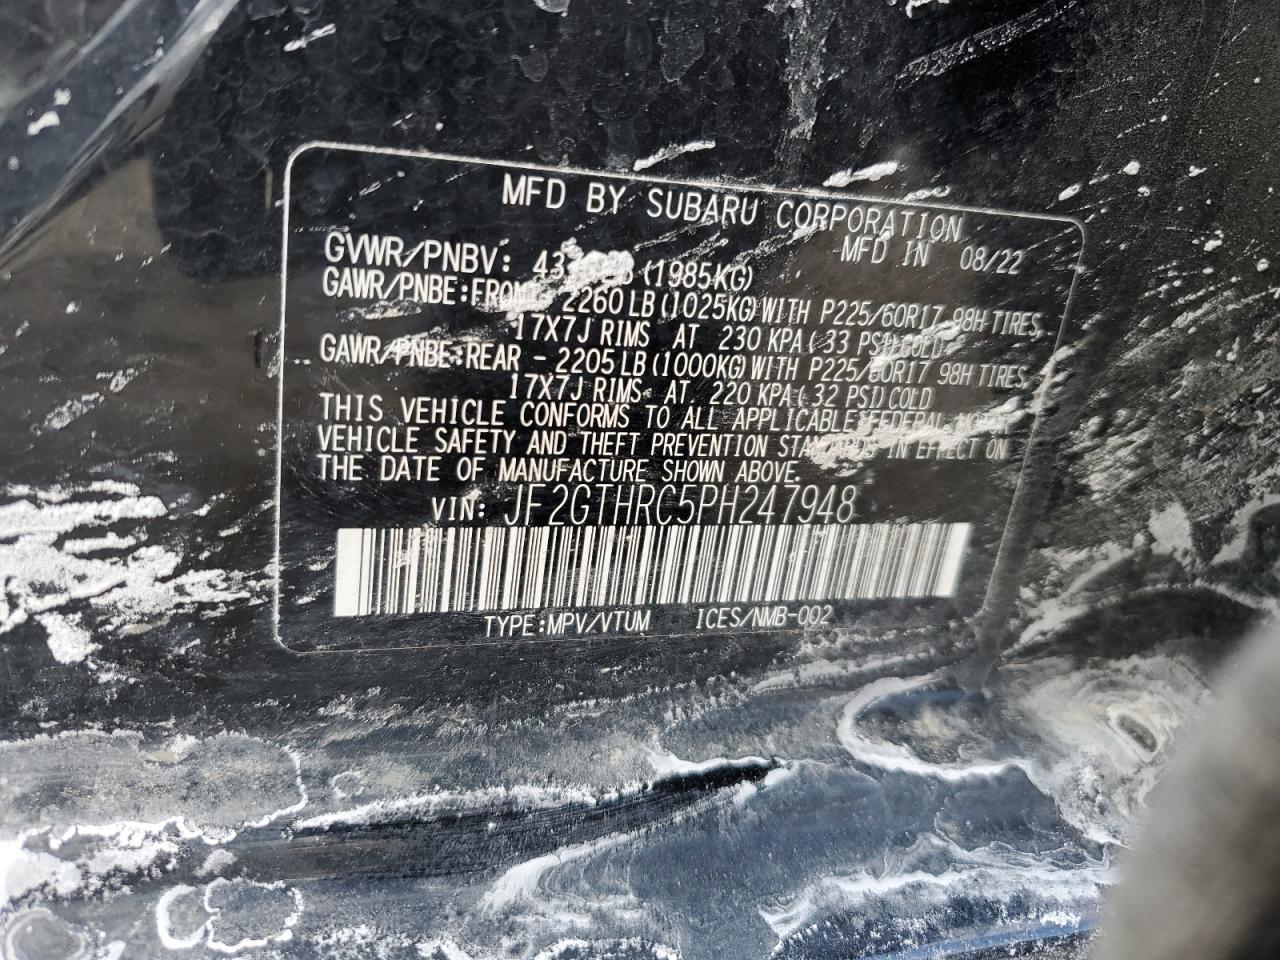 MFD BY SUBARU CORPORATION
MFD IN 08/22
GVWR/PNBV: (1985KG)
GAWR/PNBE:FRONT- 2260 LB (1025KG) WITH P225/60R17 98H TIRES,
17X7J RIMS AT 230 KPA ( 33 PSI) COLD
GAWR/PNBE:REAR - 2205 LB (1000KG) WITH P225/60R17 98H TIRES,
17X7J RIMS AT 220 KPA ( 32 PSI) COLD
THIS VEHICLE CONFORMS TO ALL APPLICABLE FEDERAL MOTOR
VEHICLE SAFETY AND THEFT PREVENTION STANDARDS IN EFFECT ON
THE DATE OF MANUFACTURE SHOWN ABOVE.
VIN: JF2GTHRC5PH247948
TYPE:MPV/VTUM ICES/NMB-002